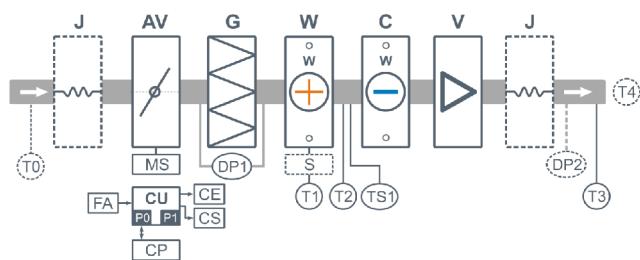 J AV G W C V J
W W
T4
MS DP1 S DP2
T0 T1 T2 TS1 T3
FA CU CE
P0 P1 CS
CP